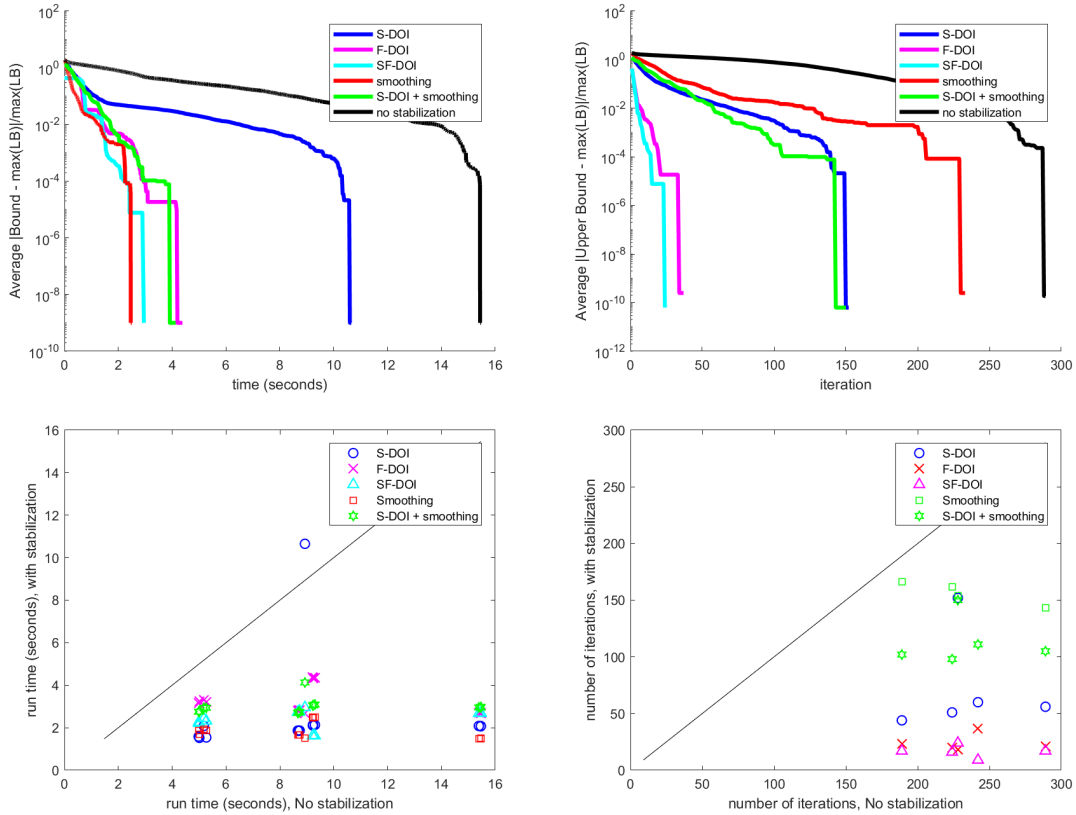 S-DOI
F-DOI
SF-DOI
smoothing
S-DOI + smoothing
no stabilization
Average |Bound - max(LB)|/max(LB)
10^2
10^0
10^-2
10^-4
10^-6
10^-8
10^-10
0
2
4
6
8
10
12
14
16
time (seconds)
S-DOI
F-DOI
SF-DOI
smoothing
S-DOI + smoothing
no stabilization
Average |Upper Bound - max(LB)|/max(LB)
10^2
10^0
10^-2
10^-4
10^-6
10^-8
10^-10
10^-12
0
50
100
150
200
250
300
iteration
S-DOI
F-DOI
SF-DOI
Smoothing
S-DOI + smoothing
run time (seconds), with stabilization
16
14
12
10
8
6
4
2
0
0
2
4
6
8
10
12
14
16
run time (seconds), No stabilization
S-DOI
F-DOI
SF-DOI
Smoothing
S-DOI + smoothing
number of iterations, with stabilization
300
250
200
150
100
50
0
0
50
100
150
200
250
300
number of iterations, No stabilization